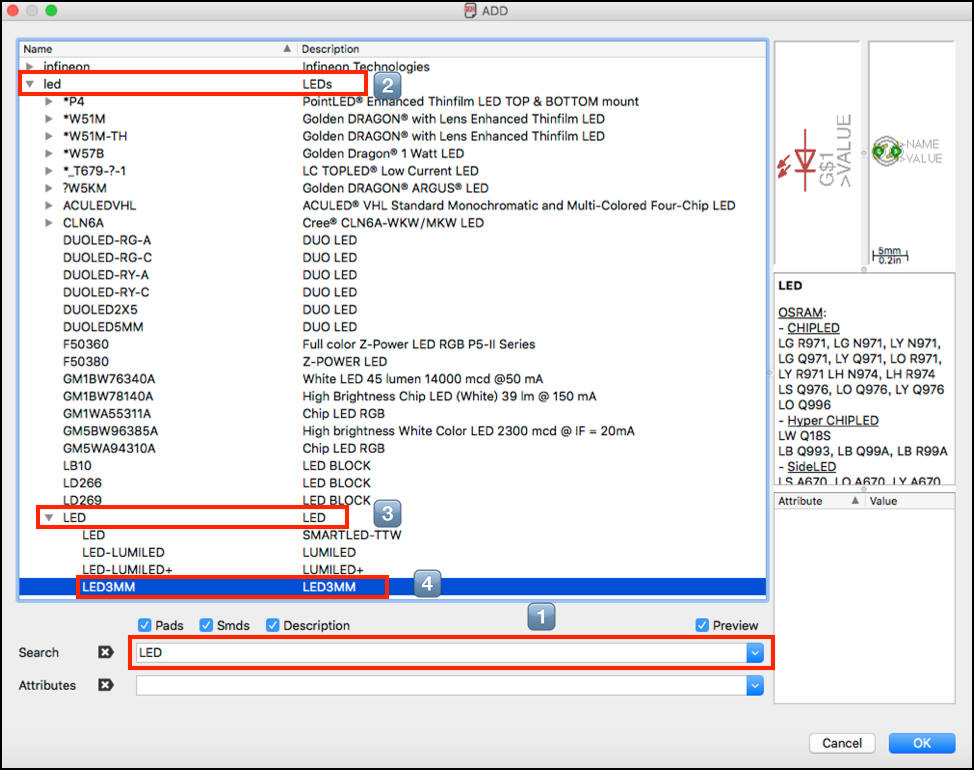 ADD
Name Description
infineon Infineon Technologies
led LEDs
2
*P4 PointLED® Enhanced Thinfilm LED TOP & BOTTOM mount
*W51M Golden DRAGON® with Lens Enhanced Thinfilm LED
*W51M-TH Golden DRAGON® with Lens Enhanced Thinfilm LED
*W57B Golden Dragon® 1 Watt LED
*_T679-?-1 LC TOPLED® Low Current LED
?W5KM Golden DRAGON® ARGUS® LED
ACULEDVHL ACULED® VHL Standard Monochromatic and Multi-Colored Four-Chip LED
CLN6A Cree® CLN6A-WKW/MKW LED
DUOLED-RG-A DUO LED
DUOLED-RG-C DUO LED
DUOLED-RY-A DUO LED
DUOLED-RY-C DUO LED
DUOLED2X5 DUO LED
DUOLED5MM DUO LED
F50360 Full color Z-Power LED RGB P5-II Series
F50380 Z-POWER LED
GM1BW76340A White LED 45 lumen 14000 mcd @50 mA
GM1BW78140A High Brightness Chip LED (White) 39 lm @ 150 mA
GM1WA55311A Chip LED RGB
GM5BW96385A High brightness White Color LED 2300 mcd @ IF = 20mA
GM5WA94310A Chip LED RGB
LB10 LED BLOCK
LD266 LED BLOCK
LD269 LED BLOCK
LED LED
3
LED SMARTLED-TTW
LED-LUMILED LUMILED
LED-LUMILED+ LUMILED+
LED3MM LED3MM
4
1
Pads Smds Description Preview
Search LED
Attributes
G$1
>VALUE
>NAME
>VALUE
5mm
0.2in
LED
OSRAM:
- CHIPLED
LG R971, LG N971, LY N971,
LG Q971, LY Q971, LO R971,
LY R971 LH N974, LH R974
LS Q976, LO Q976, LY Q976
LO Q996
- Hyper CHIPLED
LW Q18S
LB Q993, LB Q99A, LB R99A
- SideLED
LS A670, LO A670, LY A670
Attribute Value
Cancel OK